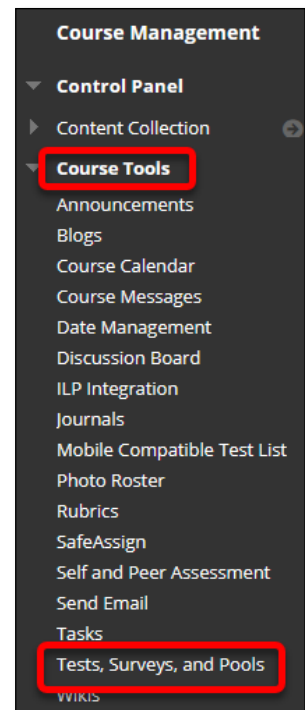 Course Management
Control Panel
Content Collection
Course Tools
Announcements
Blogs
Course Calendar
Course Messages
Date Management
Discussion Board
ILP Integration
Journals
Mobile Compatible Test List
Photo Roster
Rubrics
SafeAssign
Self and Peer Assessment
Send Email
Tasks
Tests, Surveys, and Pools
Wikis